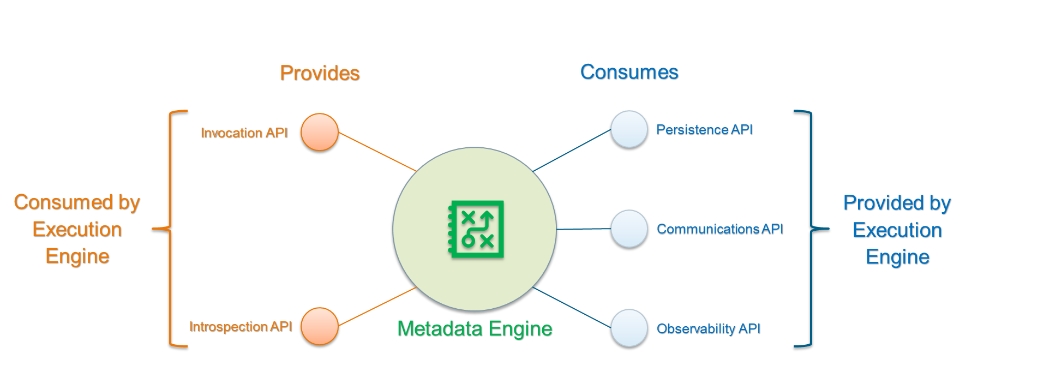 Provides
Consumes
Invocation API
Persistence API
Consumed by
Execution
Engine
Provided by
Execution
Engine
Communications API
Introspection API
Metadata Engine
Observability API